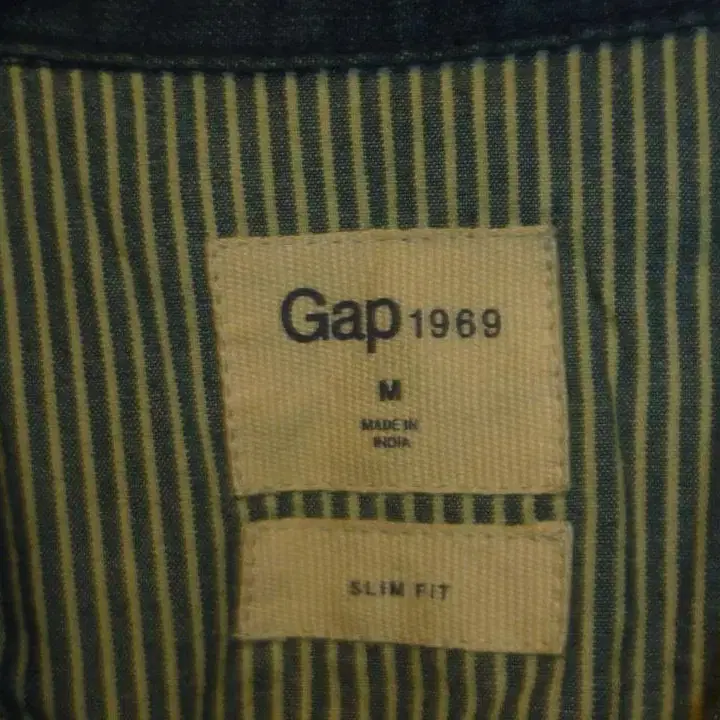 Gap 1969
M
MADE IN
INDIA
SLIM FIT